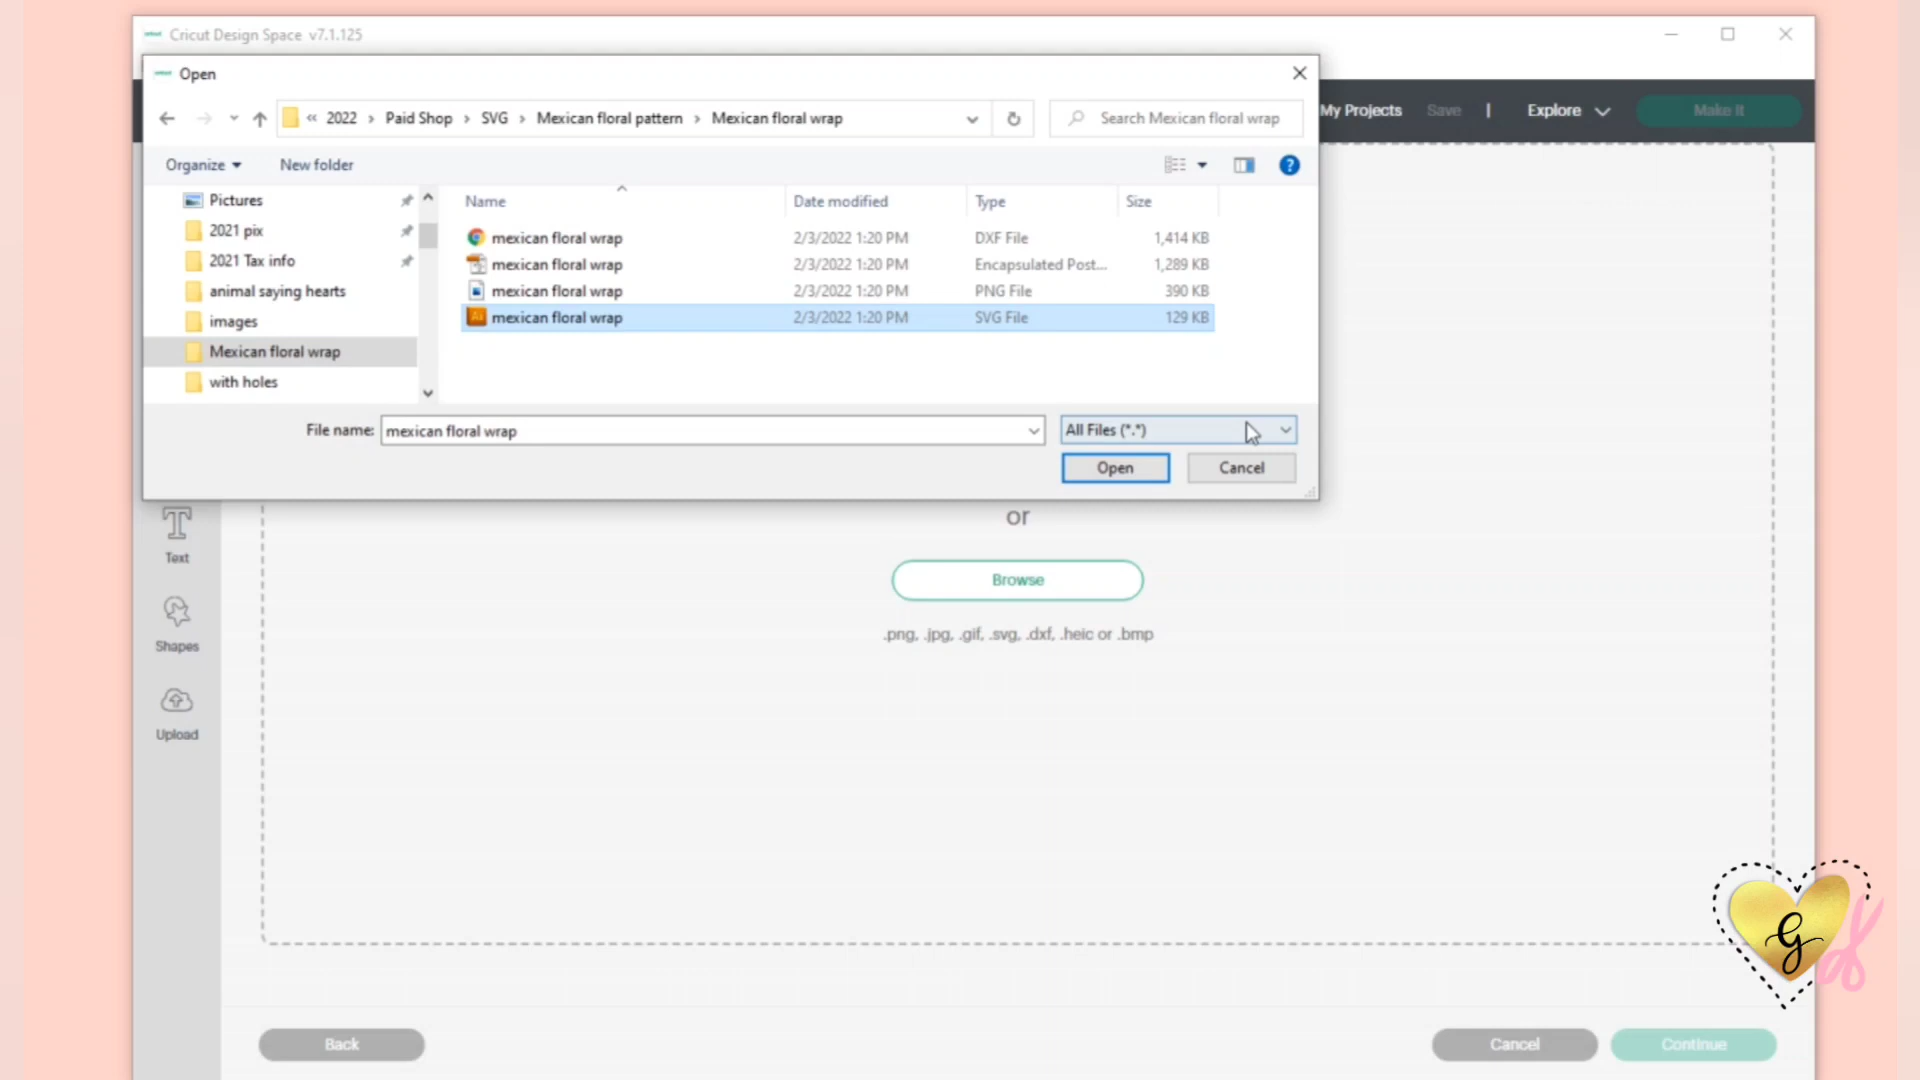 Cricut Design Space v7.1.125
Open
« 2022 > Paid Shop > SVG > Mexican floral pattern > Mexican floral wrap
Search Mexican floral wrap
My Projects Save | Explore Make It
Organize New folder
Pictures
2021 pix
2021 Tax info
animal saying hearts
images
Mexican floral wrap
with holes
Name Date modified Type Size
mexican floral wrap 2/3/2022 1:20 PM DXF File 1,414 KB
mexican floral wrap 2/3/2022 1:20 PM Encapsulated Post... 1,289 KB
mexican floral wrap 2/3/2022 1:20 PM PNG File 390 KB
Ai mexican floral wrap 2/3/2022 1:20 PM SVG File 129 KB
File name: mexican floral wrap All Files (*.*)
Open Cancel
or
Browse
.png, .jpg, .gif, .svg, .dxf, .heic or .bmp
Text
Shapes
Upload
g
Back Cancel Continue